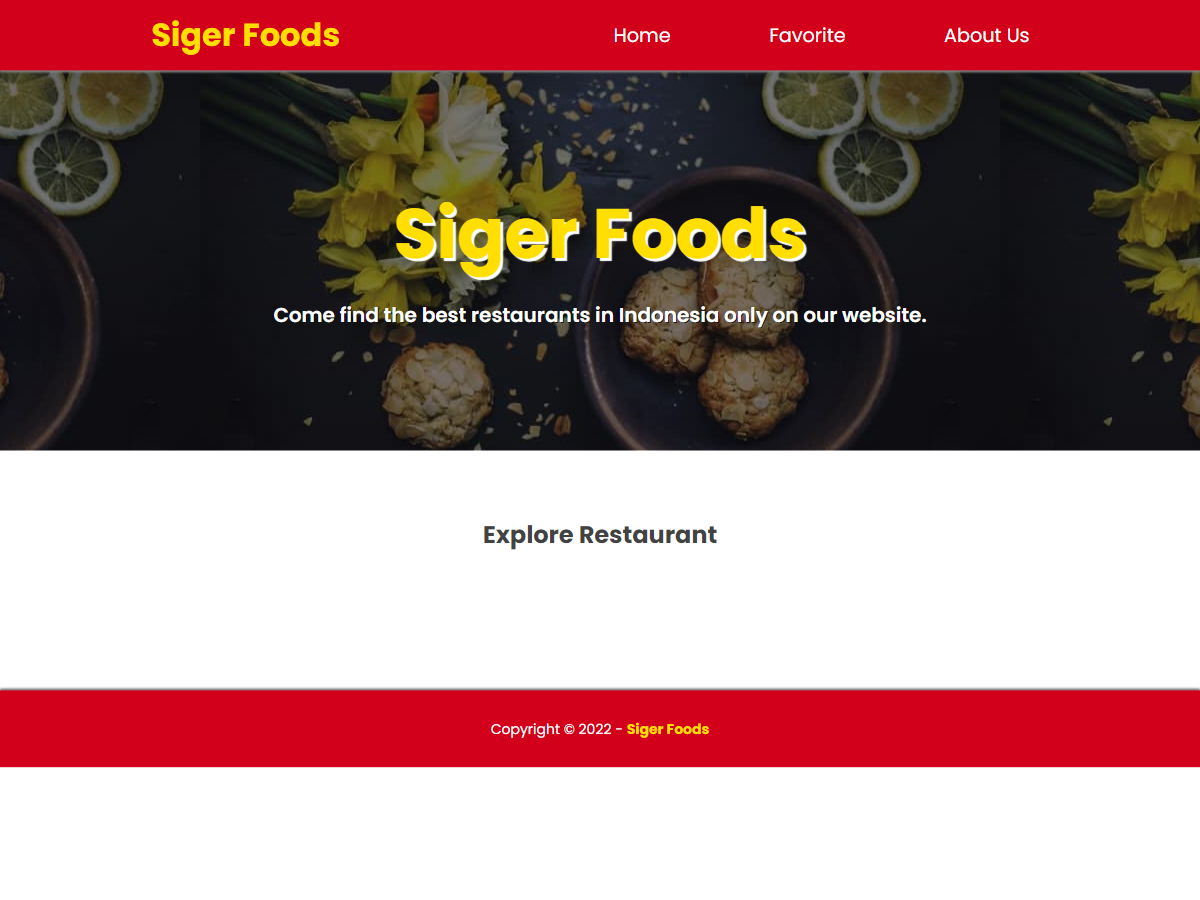 Siger Foods
Home Favorite About Us
Siger Foods
Come find the best restaurants in Indonesia only on our website.
Explore Restaurant
Copyright © 2022 - Siger Foods